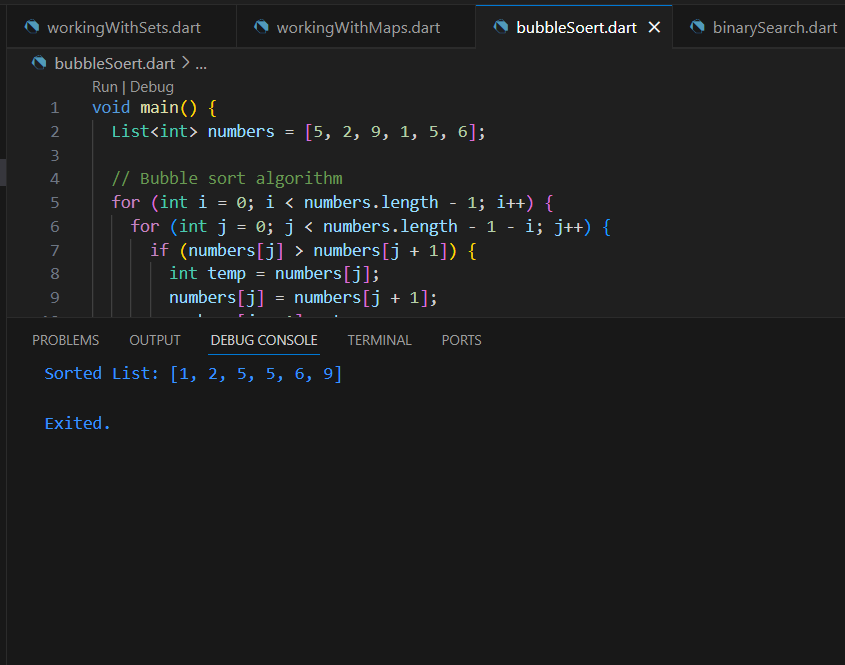 workingWithSets.dart workingWithMaps.dart bubbleSoert.dart binarySearch.dart
bubbleSoert.dart > ...
Run | Debug
1 void main() {
2 List<int> numbers = [5, 2, 9, 1, 5, 6];
3
4 // Bubble sort algorithm
5 for (int i = 0; i < numbers.length - 1; i++) {
6 for (int j = 0; j < numbers.length - 1 - i; j++) {
7 if (numbers[j] > numbers[j + 1]) {
8 int temp = numbers[j];
9 numbers[j] = numbers[j + 1];
PROBLEMS OUTPUT DEBUG CONSOLE TERMINAL PORTS
Sorted List: [1, 2, 5, 5, 6, 9]
Exited.